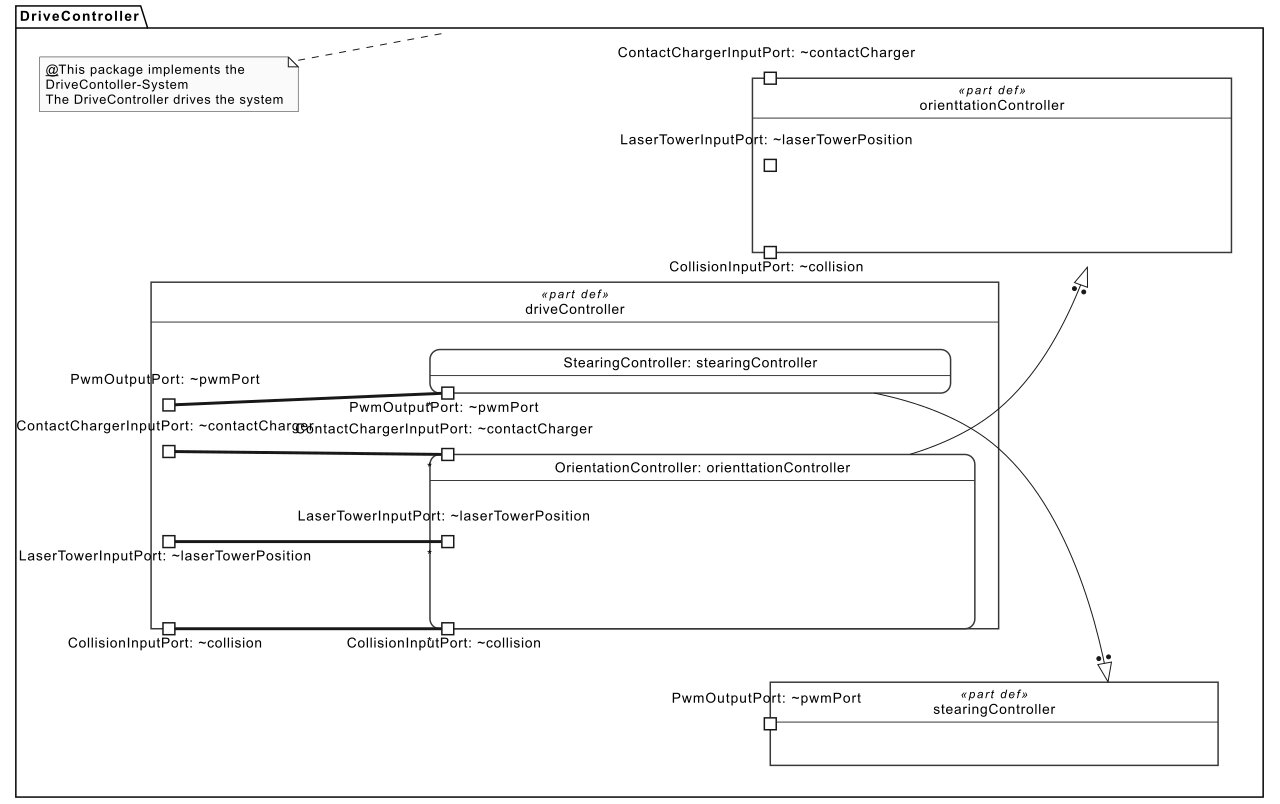 DriveController
@This package implements the
DriveContoller-System
The DriveController drives the system
ContactChargerInputPort: ~contactCharger
«part def»
orienttationController
LaserTowerInputPort: ~laserTowerPosition
CollisionInputPort: ~collision
«part def»
driveController
StearingController: stearingController
PwmOutputPort: ~pwmPort
PwmOutputPort: ~pwmPort
ContactChargerInputPort: ~contactCharger
ContactChargerInputPort: ~contactCharger
OrientationController: orienttationController
LaserTowerInputPort: ~laserTowerPosition
LaserTowerInputPort: ~laserTowerPosition
CollisionInputPort: ~collision
CollisionInputPort: ~collision
PwmOutputPort: ~pwmPort
«part def»
stearingController